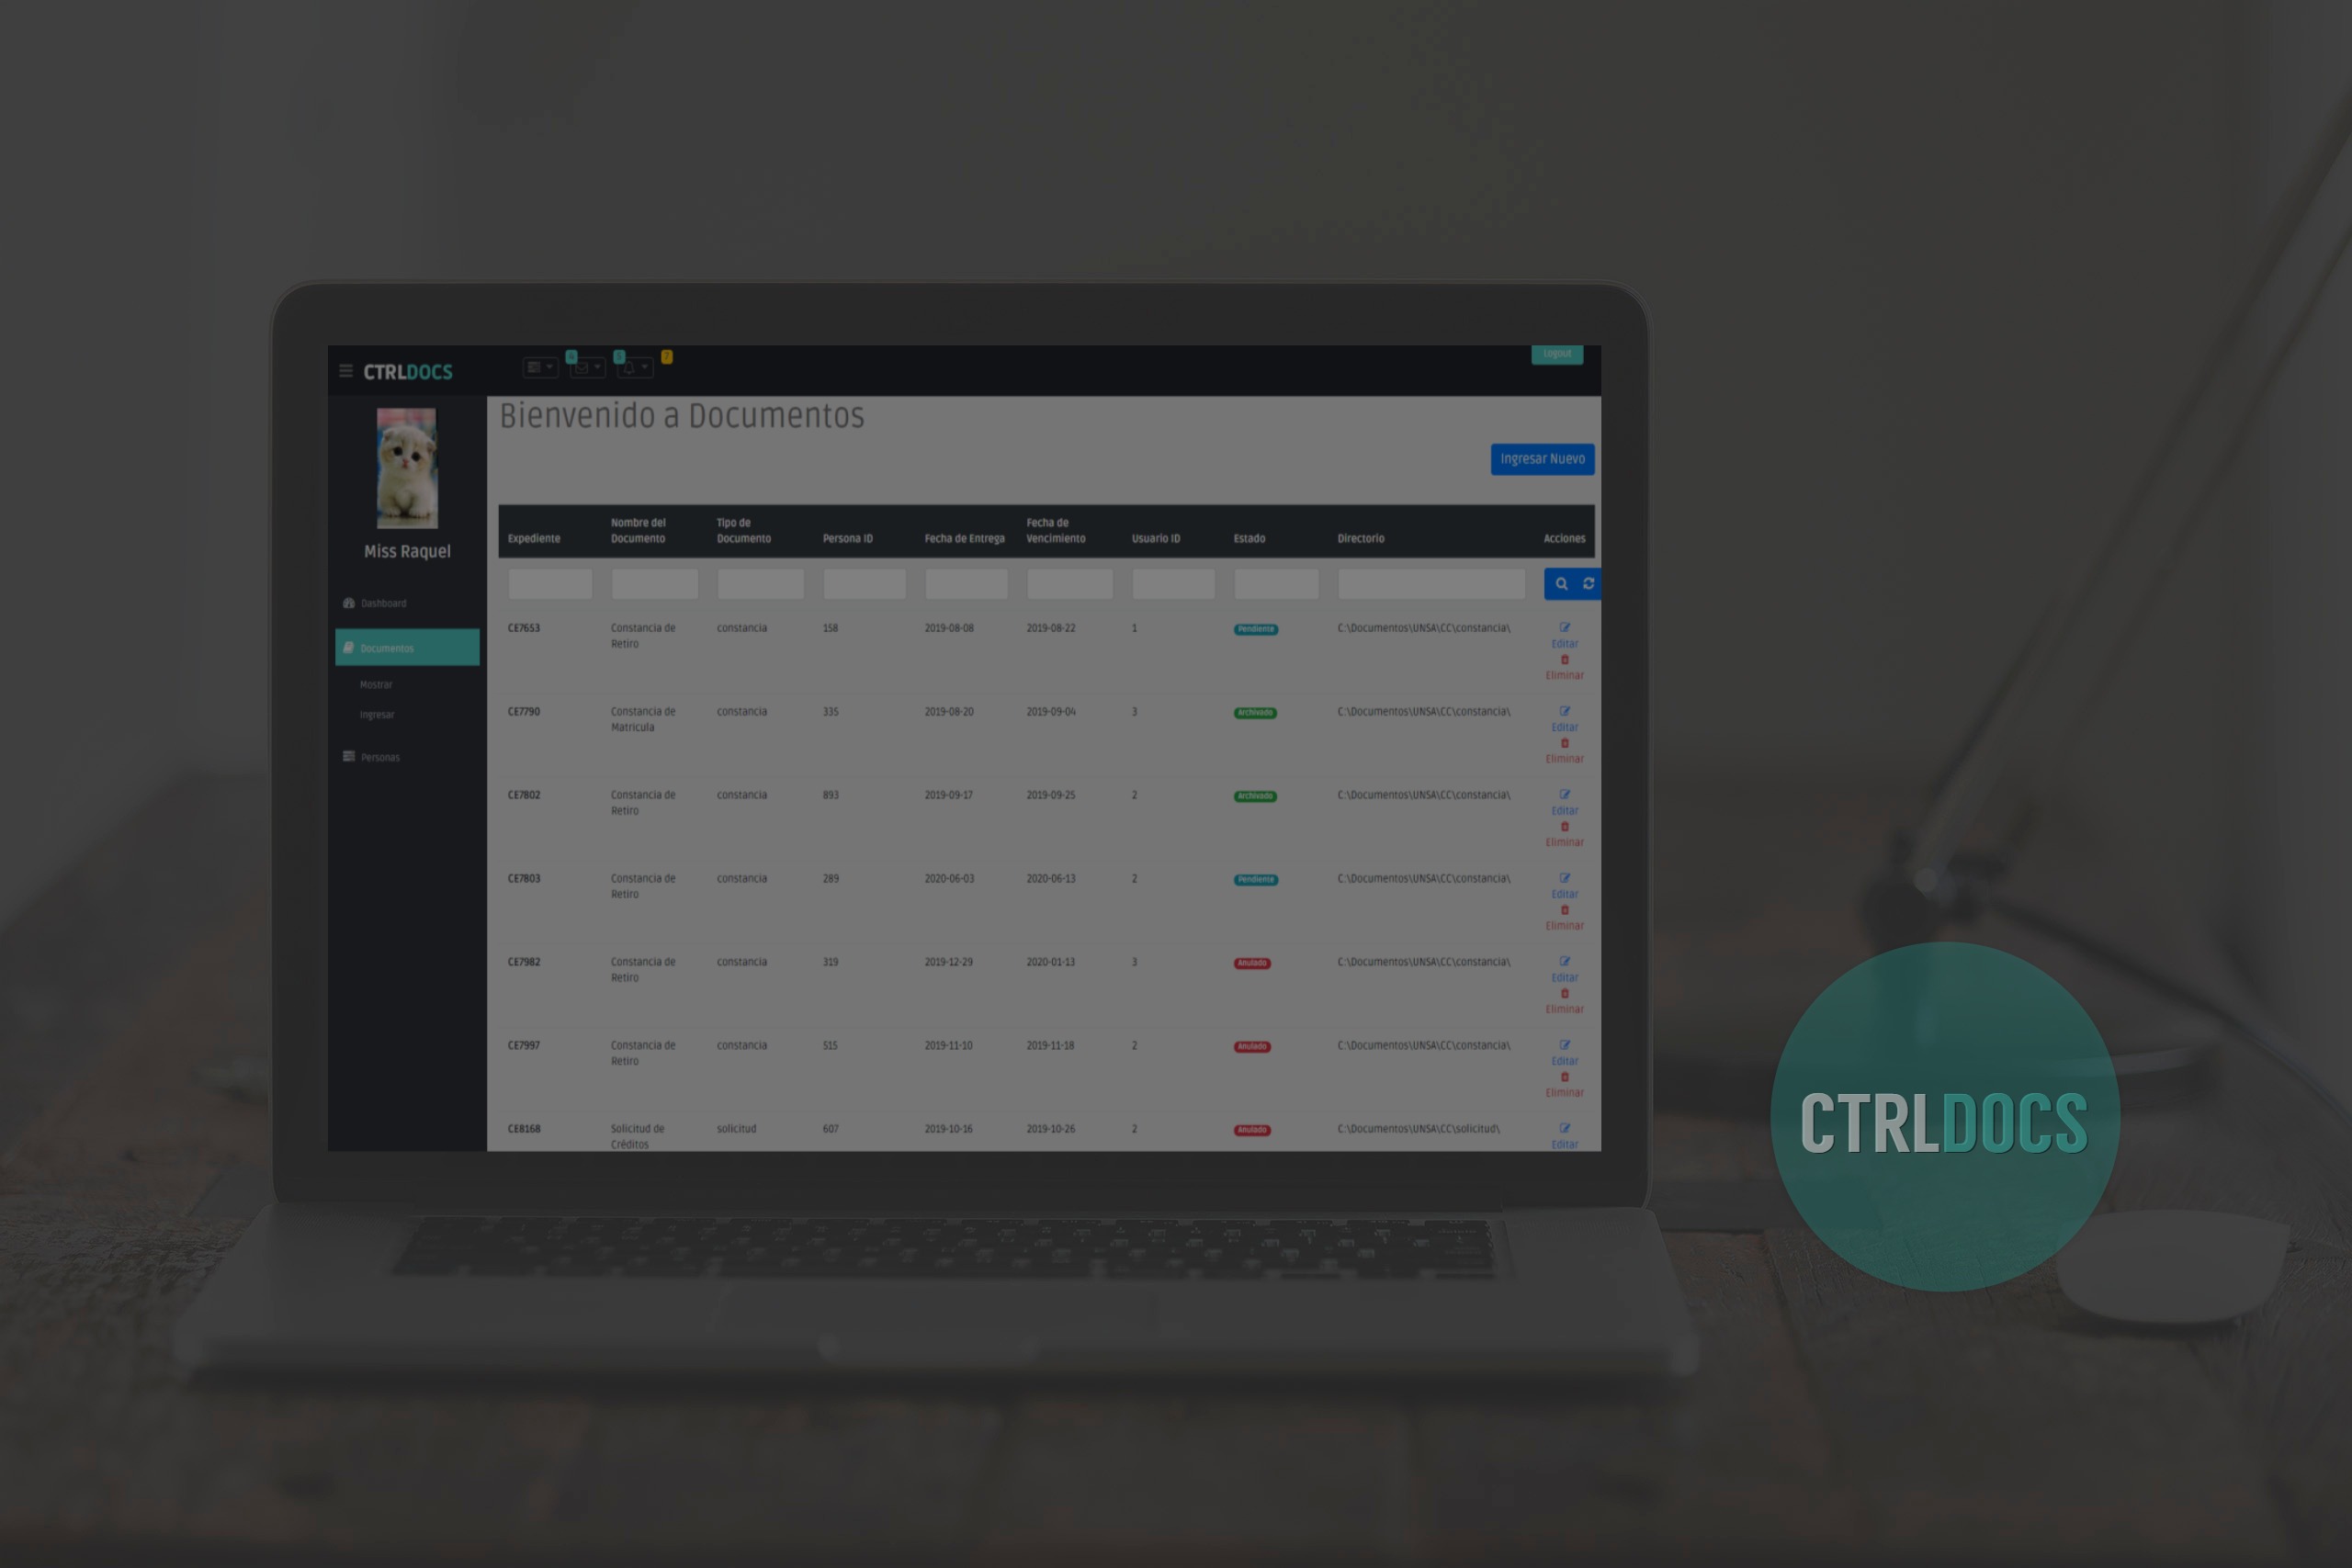 CTRLDOCS
4
5
7
Logout
Bienvenido a Documentos
Ingresar Nuevo
Miss Raquel
Dashboard
Documentos
Mostrar
Ingresar
Personas
Expediente Nombre del Documento Tipo de Documento Persona ID Fecha de Entrega Fecha de Vencimiento Usuario ID Estado Directorio Acciones
CE7653 Constancia de Retiro constancia 158 2019-08-08 2019-08-22 1 Pendiente C:\Documentos\UNSA\CC\constancia\ Editar Eliminar
CE7790 Constancia de Matricula constancia 335 2019-08-20 2019-09-04 3 Archivado C:\Documentos\UNSA\CC\constancia\ Editar Eliminar
CE7802 Constancia de Retiro constancia 893 2019-09-17 2019-09-25 2 Archivado C:\Documentos\UNSA\CC\constancia\ Editar Eliminar
CE7803 Constancia de Retiro constancia 289 2020-06-03 2020-06-13 2 Pendiente C:\Documentos\UNSA\CC\constancia\ Editar Eliminar
CE7982 Constancia de Retiro constancia 319 2019-12-29 2020-01-13 3 Anulado C:\Documentos\UNSA\CC\constancia\ Editar Eliminar
CE7997 Constancia de Retiro constancia 515 2019-11-10 2019-11-18 2 Anulado C:\Documentos\UNSA\CC\constancia\ Editar Eliminar
CE8168 Solicitud de Créditos solicitud 607 2019-10-16 2019-10-26 2 Anulado C:\Documentos\UNSA\CC\solicitud\ Editar
CTRLDOCS